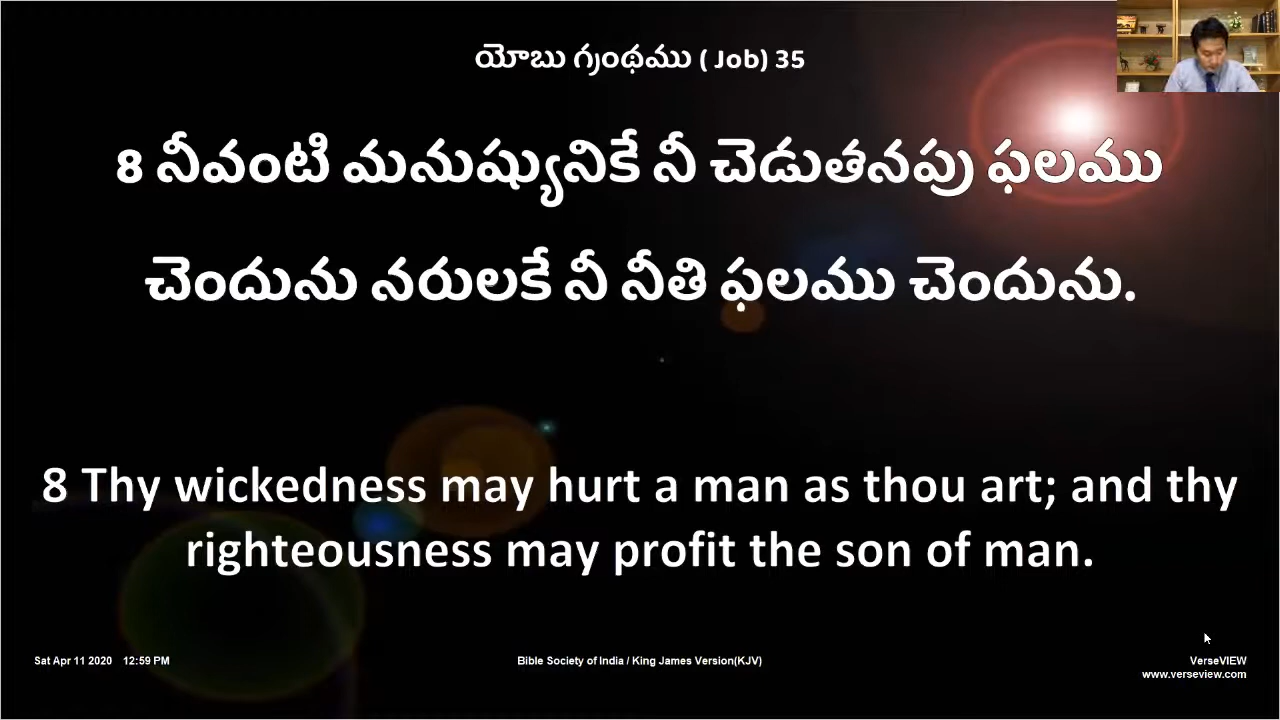 యోబు గ్రంథము ( Job) 35
8 నీవంటి మనుష్యునికే నీ చెడుతనపు ఫలము
చెందును నరులకే నీ నీతి ఫలము చెందును.
8 Thy wickedness may hurt a man as thou art; and thy
righteousness may profit the son of man.
Sat Apr 11 2020 12:59 PM
Bible Society of India / King James Version(KJV)
VerseVIEW
www.verseview.com